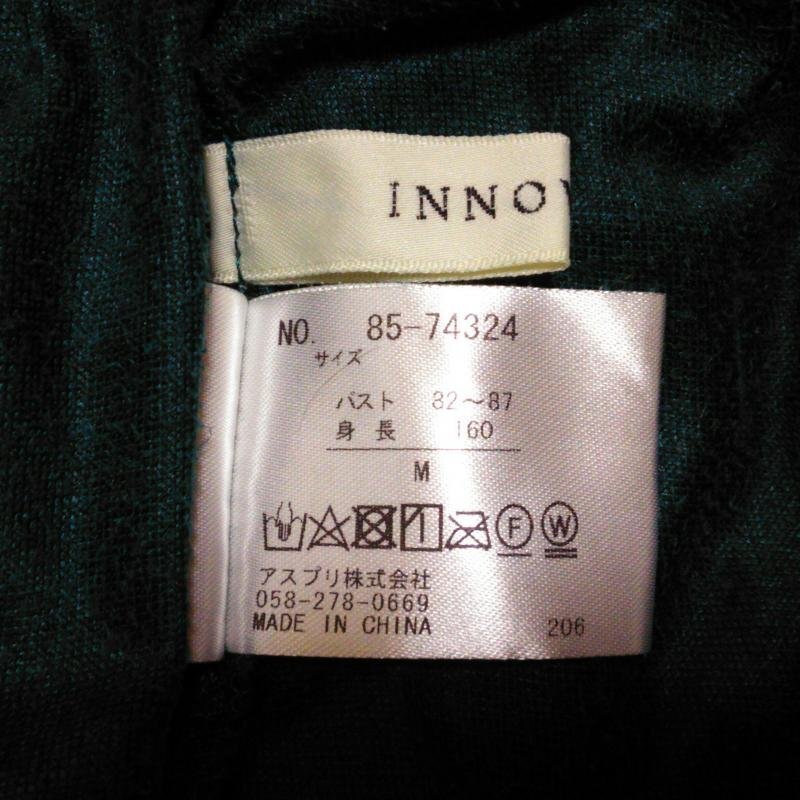 INNO
NO. 85-74324
サイズ
バスト 82～87
身長 160
M
F W
アスプリ株式会社
058-278-0669
MADE IN CHINA 206